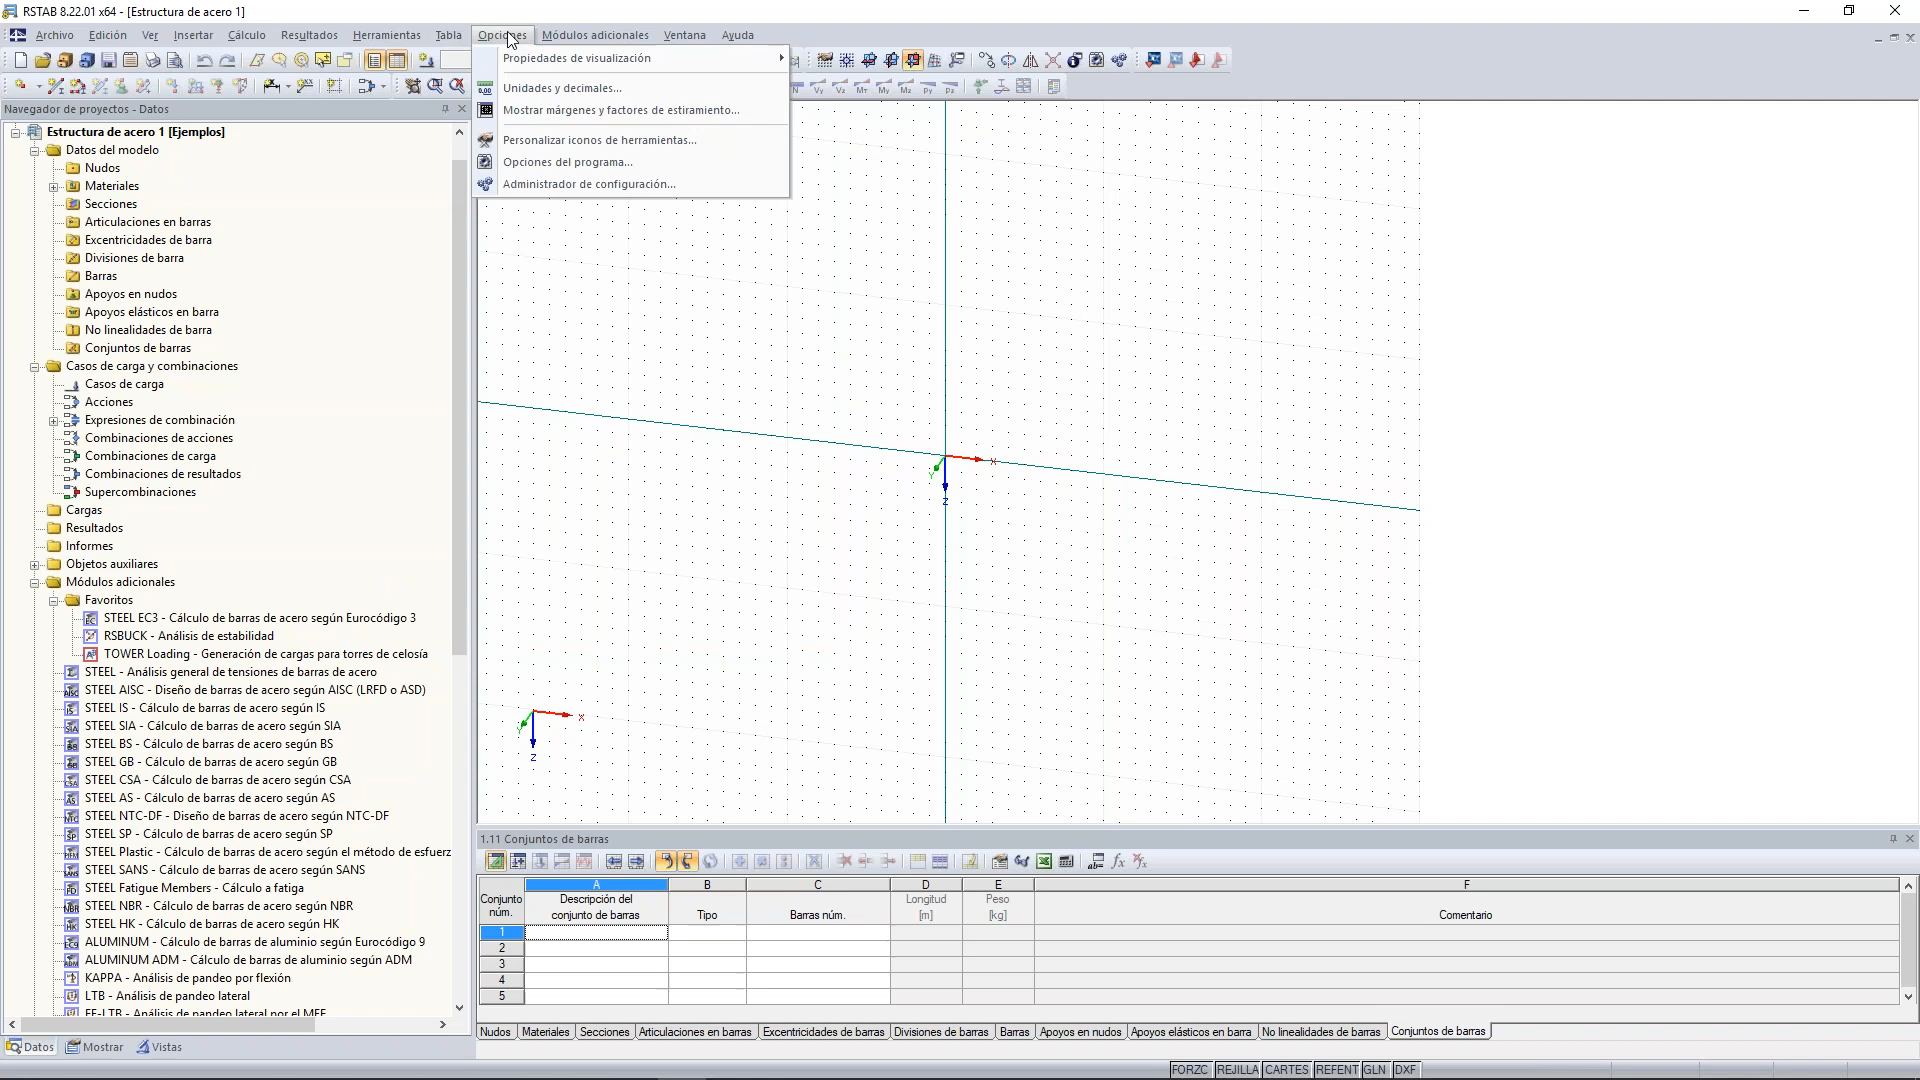 RSTAB 8.22.01 x64 - [Estructura de acero 1]
Archivo Edición Ver Insertar Cálculo Resultados Herramientas Tabla Opciones Módulos adicionales Ventana Ayuda
Propiedades de visualización
Unidades y decimales...
Mostrar márgenes y factores de estiramiento...
Personalizar iconos de herramientas...
Opciones del programa...
Administrador de configuración...
Navegador de proyectos - Datos
Estructura de acero 1 [Ejemplos]
Datos del modelo
Nudos
Materiales
Secciones
Articulaciones en barras
Excentricidades de barra
Divisiones de barra
Barras
Apoyos en nudos
Apoyos elásticos en barra
No linealidades de barra
Conjuntos de barras
Casos de carga y combinaciones
Casos de carga
Acciones
Expresiones de combinación
Combinaciones de acciones
Combinaciones de carga
Combinaciones de resultados
Supercombinaciones
Cargas
Resultados
Informes
Objetos auxiliares
Módulos adicionales
Favoritos
STEEL EC3 - Cálculo de barras de acero según Eurocódigo 3
RSBUCK - Análisis de estabilidad
TOWER Loading - Generación de cargas para torres de celosía
STEEL - Análisis general de tensiones de barras de acero
STEEL AISC - Diseño de barras de acero según AISC (LRFD o ASD)
STEEL IS - Cálculo de barras de acero según IS
STEEL SIA - Cálculo de barras de acero según SIA
STEEL BS - Cálculo de barras de acero según BS
STEEL GB - Cálculo de barras de acero según GB
STEEL CSA - Cálculo de barras de acero según CSA
STEEL AS - Cálculo de barras de acero según AS
STEEL NTC-DF - Diseño de barras de acero según NTC-DF
STEEL SP - Cálculo de barras de acero según SP
STEEL Plastic - Cálculo de barras de acero según el método de esfuerz
STEEL SANS - Cálculo de barras de acero según SANS
STEEL Fatigue Members - Cálculo a fatiga
STEEL NBR - Cálculo de barras de acero según NBR
STEEL HK - Cálculo de barras de acero según HK
ALUMINUM - Cálculo de barras de aluminio según Eurocódigo 9
ALUMINUM ADM - Cálculo de barras de aluminio según ADM
KAPPA - Análisis de pandeo por flexión
LTB - Análisis de pandeo lateral
FE-LTB - Análisis de pandeo lateral por el MEF
Datos Mostrar Vistas
X
Y
Z
X
Y
Z
1.11 Conjuntos de barras
A B C D E F
Conjunto Descripción del Longitud Peso
núm. conjunto de barras Tipo Barras núm. [m] [kg] Comentario
1
2
3
4
5
Nudos Materiales Secciones Articulaciones en barras Excentricidades de barras Divisiones de barras Barras Apoyos en nudos Apoyos elásticos en barra No linealidades de barras Conjuntos de barras
FORZC REJILLA CARTES REFENT GLN DXF